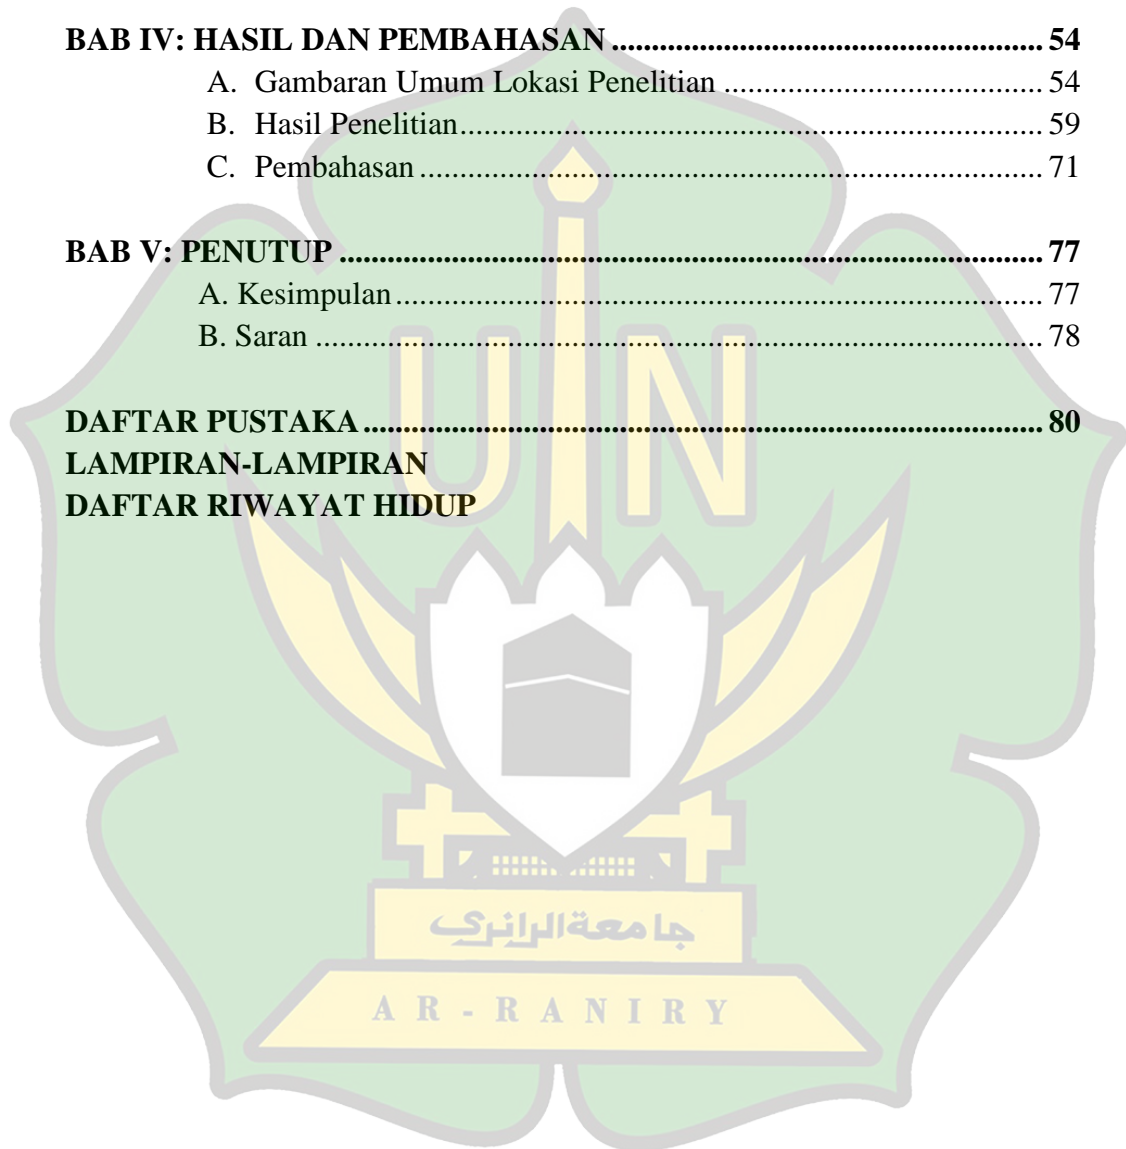 BAB IV: HASIL DAN PEMBAHASAN ........................................................ 54
A. Gambaran Umum Lokasi Penelitian ........................................ 54
B. Hasil Penelitian ......................................................................... 59
C. Pembahasan .............................................................................. 71
BAB V: PENUTUP ........................................................................................ 77
A. Kesimpulan ................................................................................. 77
B. Saran ........................................................................................... 78
DAFTAR PUSTAKA ..................................................................................... 80
LAMPIRAN-LAMPIRAN
DAFTAR RIWAYAT HIDUP
UIN
جامعة الرانري
AR-RANIRY